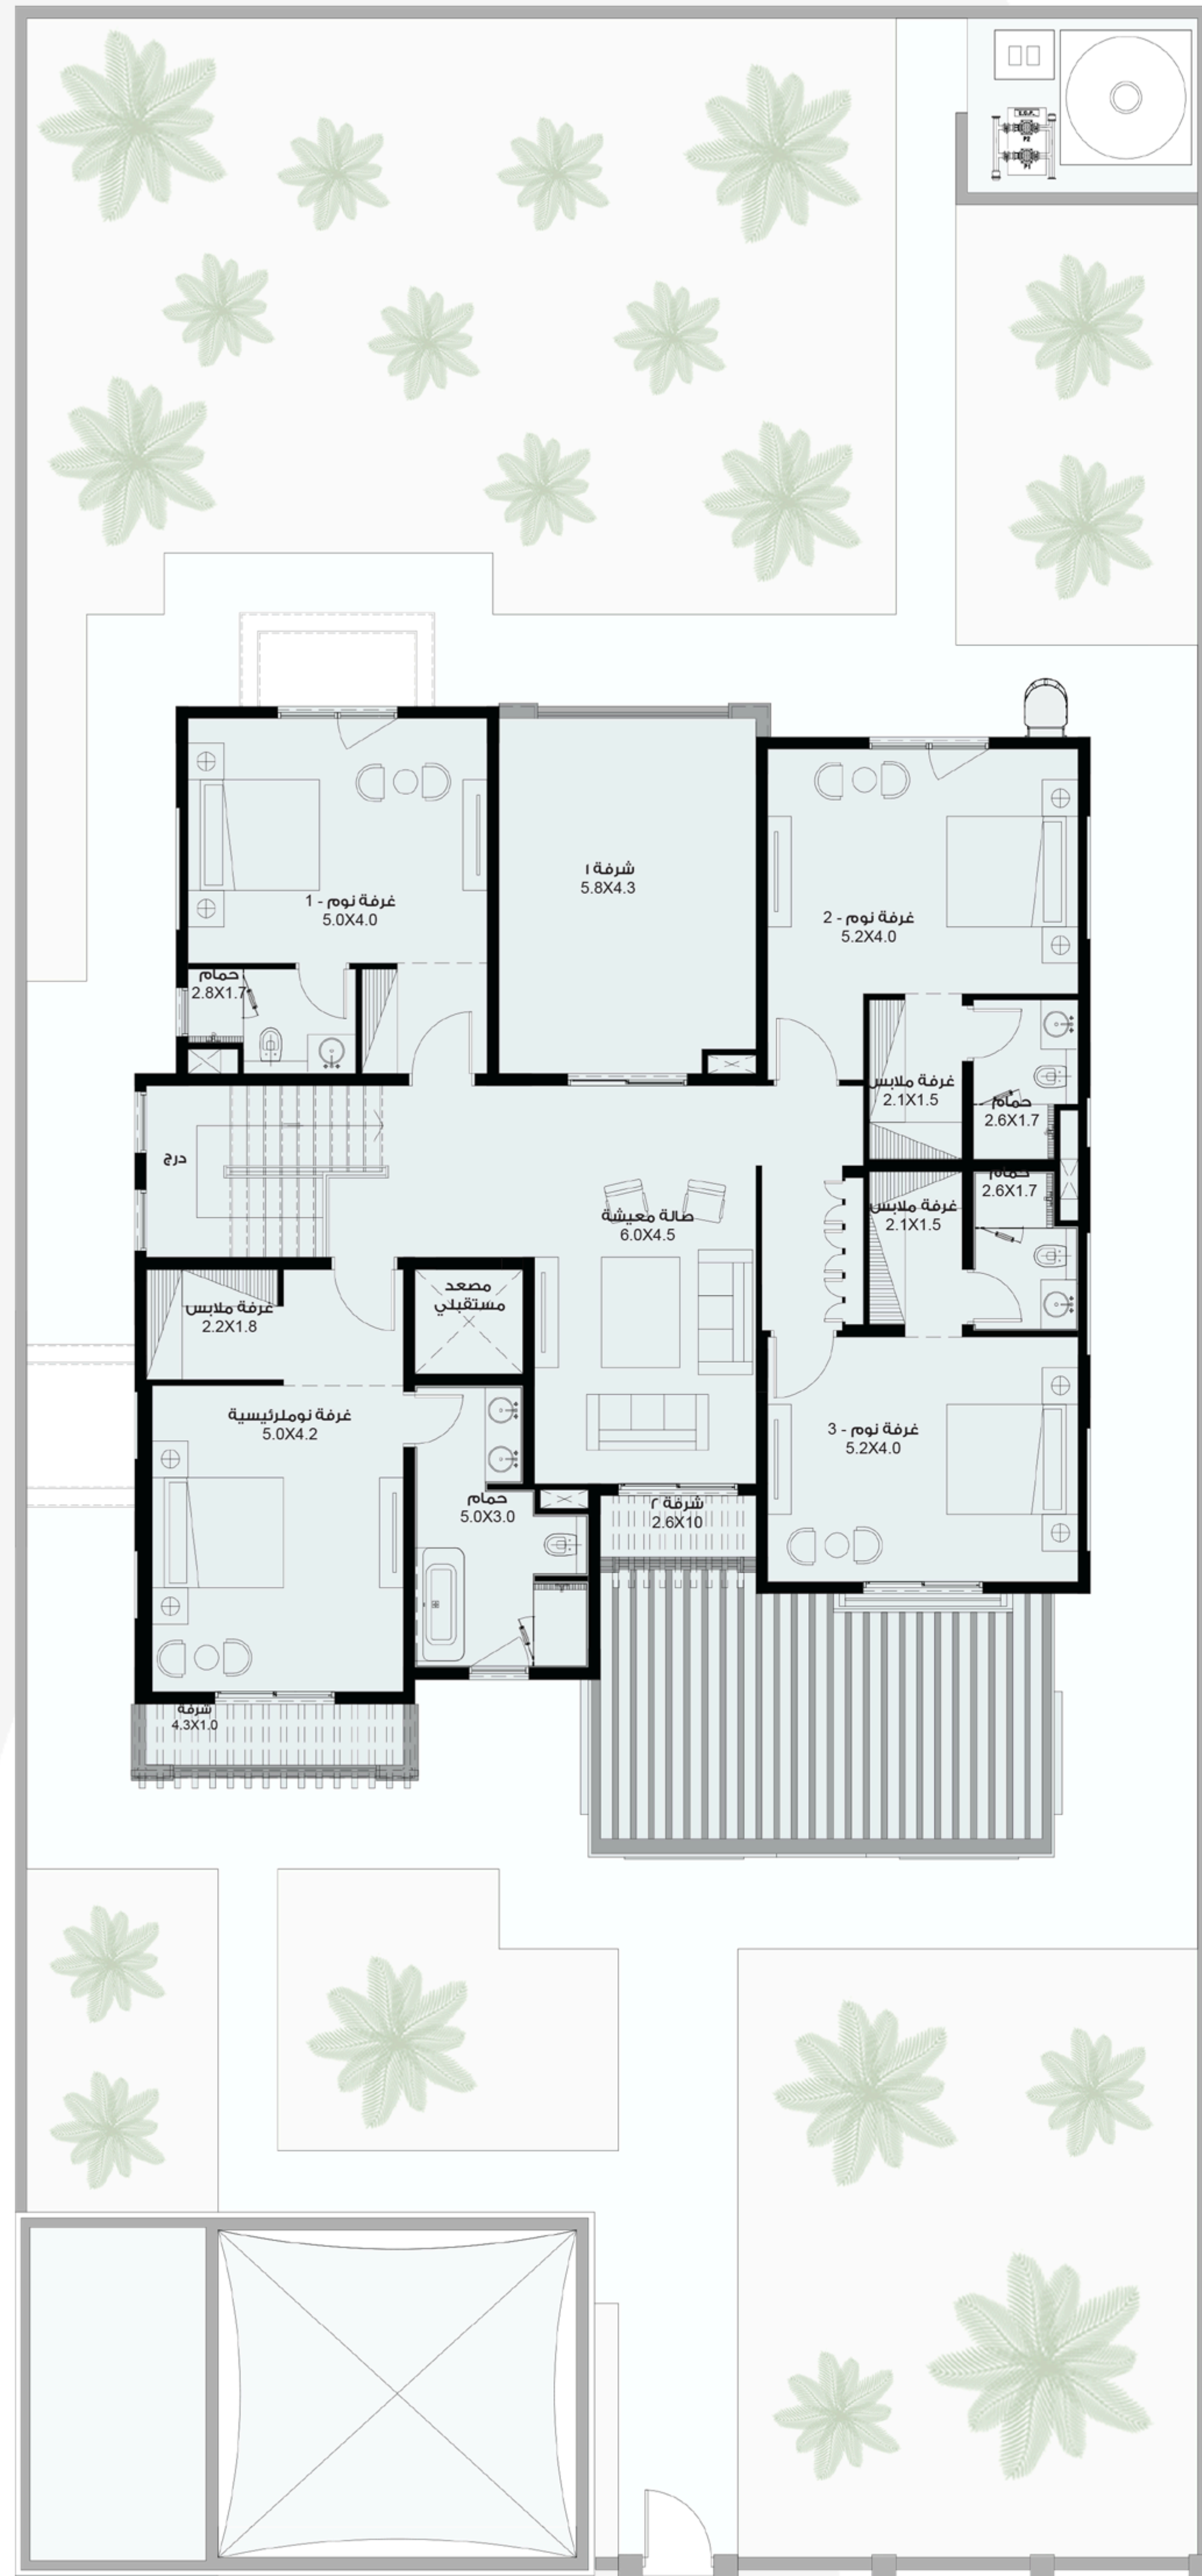 P2
P1
شرفة ١
5.8X4.3
غرفة نوم - 1
5.0X4.0
غرفة نوم - 2
5.2X4.0
حمام
2.8X1.7
غرفة ملابس
2.1X1.5
حمام
2.6X1.7
درج
حمام
2.6X1.7
غرفة ملابس
2.1X1.5
صالة معيشة
6.0X4.5
مصعد
مستقبلي
غرفة ملابس
2.2X1.8
غرفة نوملرئيسية
5.0X4.2
غرفة نوم - 3
5.2X4.0
حمام
5.0X3.0
شرفة ٢
2.6X10
شرفة
4.3X1.0